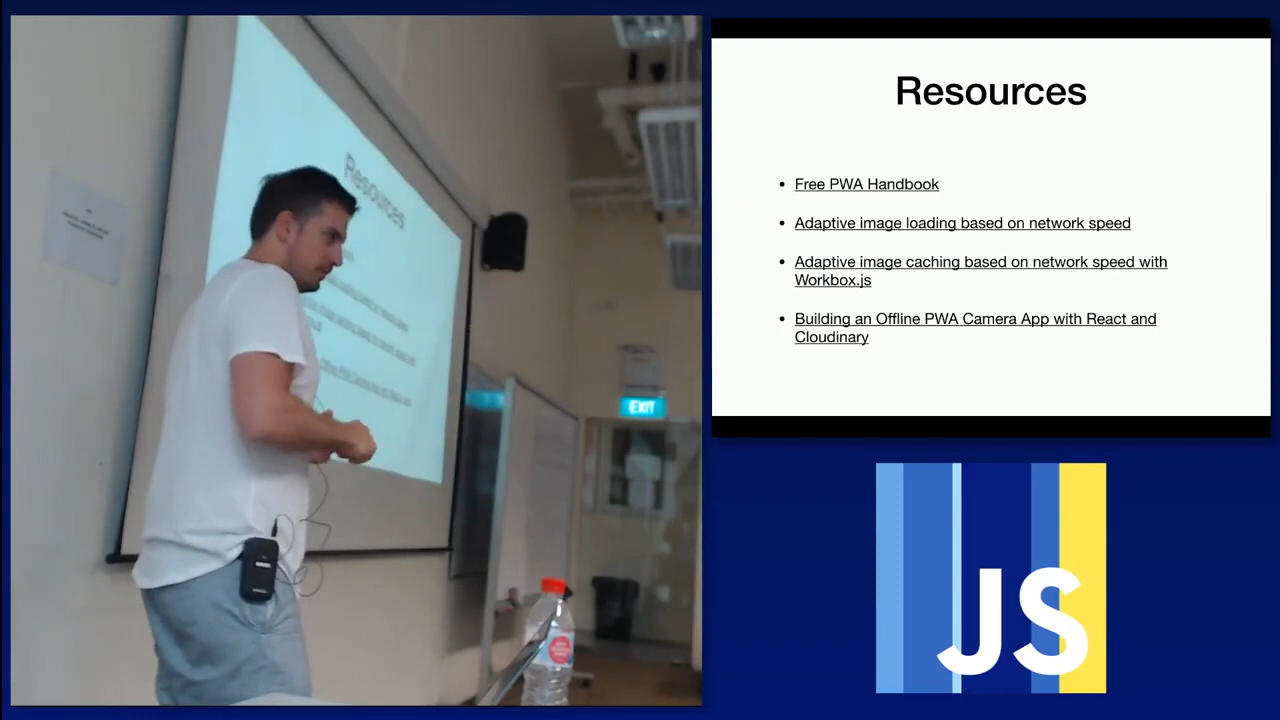 Resources
EXIT
Resources
• Free PWA Handbook
• Adaptive image loading based on network speed
• Adaptive image caching based on network speed with
Workbox.js
• Building an Offline PWA Camera App with React and
Cloudinary
JS